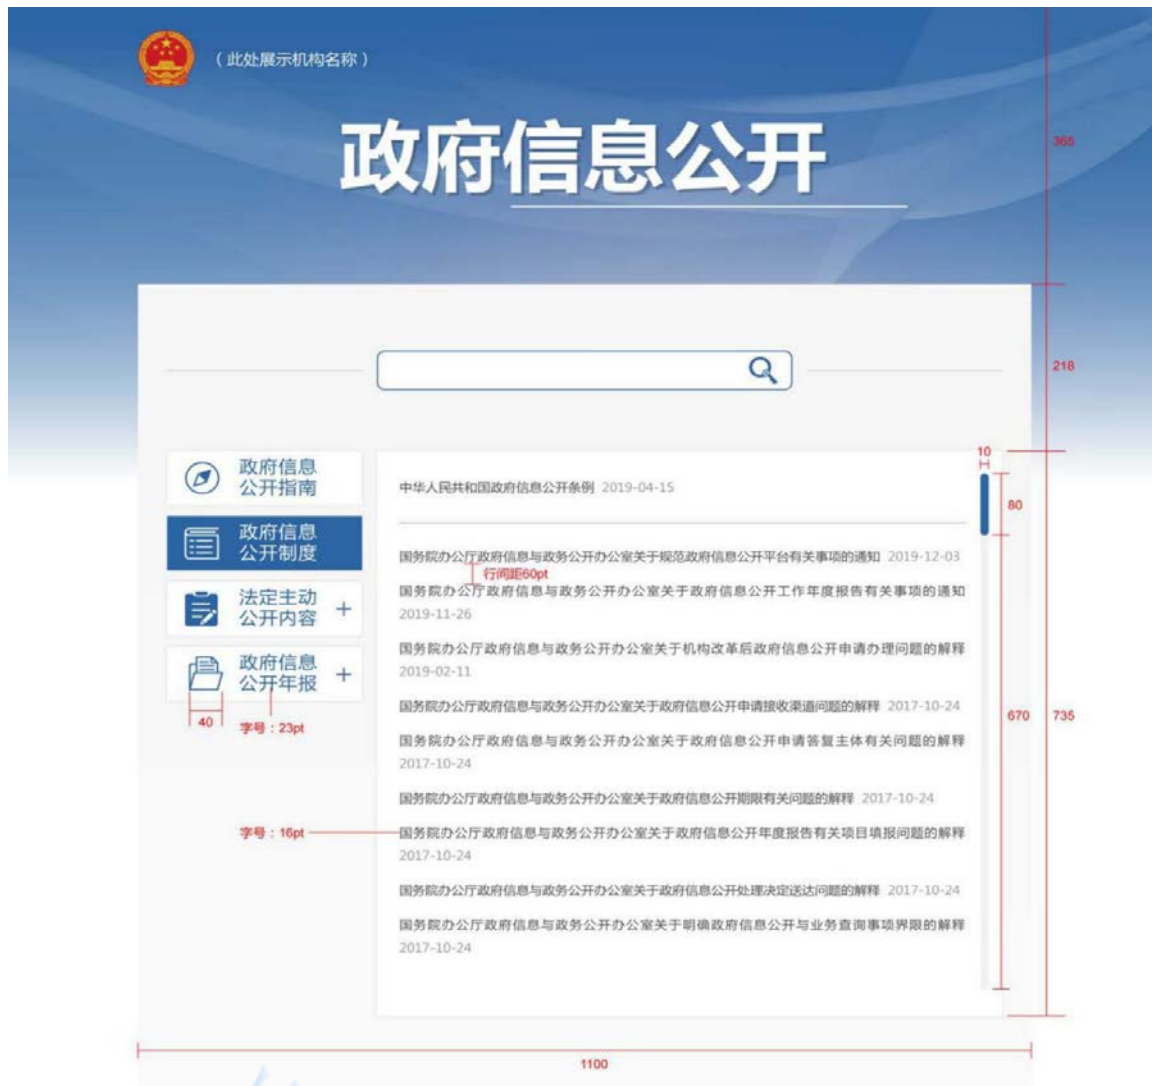 （此处展示机构名称）
政府信息公开
365
218
10
政府信息
公开指南
中华人民共和国政府信息公开条例 2019-04-15
80
政府信息
公开制度
国务院办公厅政府信息与政务公开办公室关于规范政府信息公开平台有关事项的通知 2019-12-03
行间距60pt
国务院办公厅政府信息与政务公开办公室关于政府信息公开工作年度报告有关事项的通知
2019-11-26
法定主动
公开内容 +
国务院办公厅政府信息与政务公开办公室关于机构改革后政府信息公开申请办理问题的解释
2019-02-11
政府信息
公开年报 +
40
字号：23pt
国务院办公厅政府信息与政务公开办公室关于政府信息公开申请接收渠道问题的解释 2017-10-24
670
735
国务院办公厅政府信息与政务公开办公室关于政府信息公开申请答复主体有关问题的解释
2017-10-24
国务院办公厅政府信息与政务公开办公室关于政府信息公开期限有关问题的解释 2017-10-24
字号：16pt
国务院办公厅政府信息与政务公开办公室关于政府信息公开年度报告有关项目填报问题的解释
2017-10-24
国务院办公厅政府信息与政务公开办公室关于政府信息公开处理决定送达问题的解释 2017-10-24
国务院办公厅政府信息与政务公开办公室关于明确政府信息公开与业务查询事项界限的解释
2017-10-24
1100